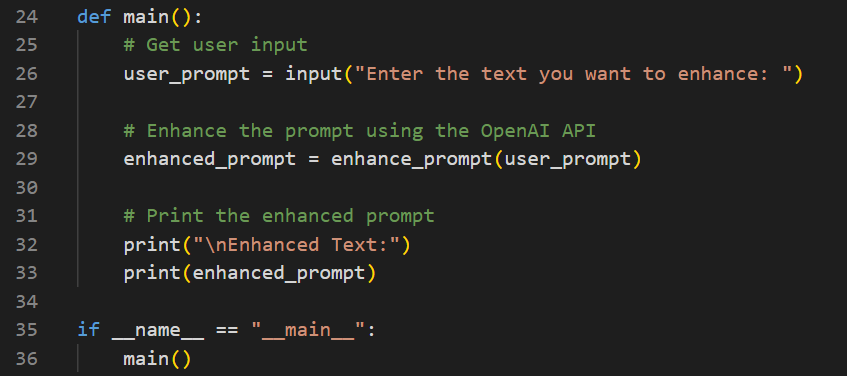 24 def main():
25     # Get user input
26     user_prompt = input("Enter the text you want to enhance: ")
27
28     # Enhance the prompt using the OpenAI API
29     enhanced_prompt = enhance_prompt(user_prompt)
30
31     # Print the enhanced prompt
32     print("\nEnhanced Text:")
33     print(enhanced_prompt)
34
35 if __name__ == "__main__":
36     main()